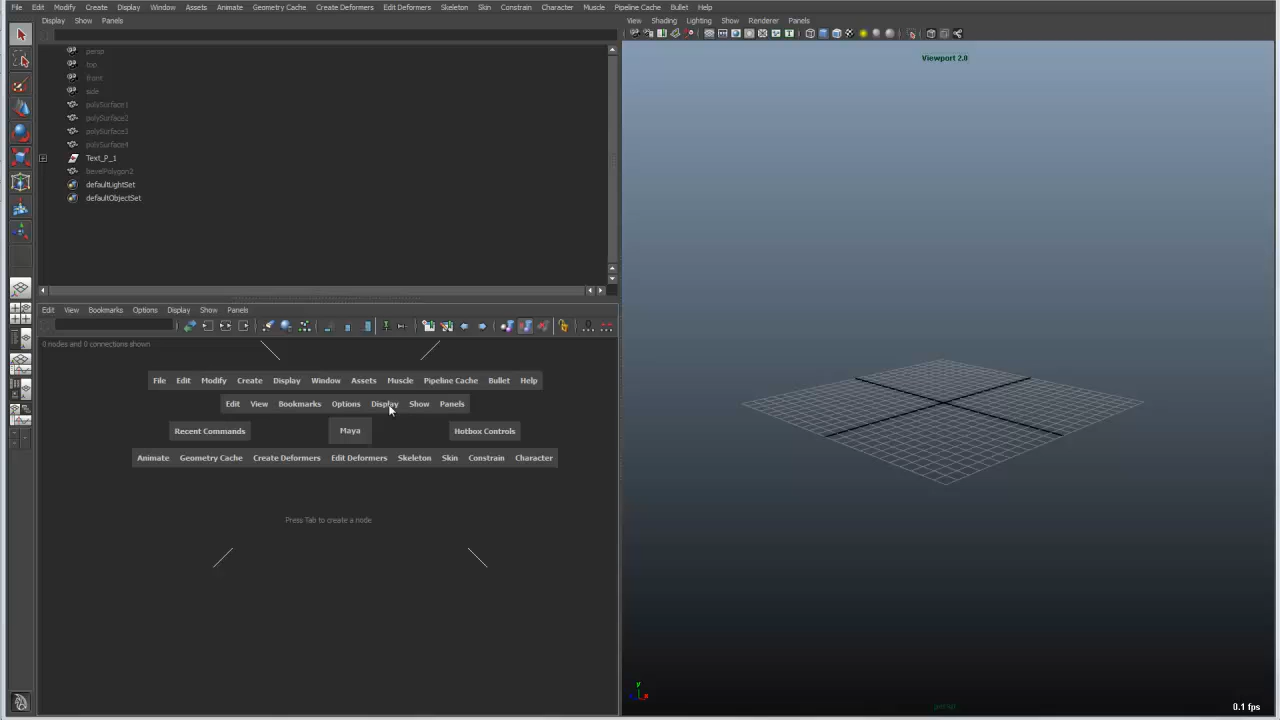 File Edit Modify Create Display Window Assets Animate Geometry Cache Create Deformers Edit Deformers Skeleton Skin Constrain Character Muscle Pipeline Cache Bullet Help
Display Show Panels
View Shading Lighting Show Renderer Panels
persp
top
front
side
polySurface1
polySurface2
polySurface3
polySurface4
Text_P_1
bevelPolygon2
defaultLightSet
defaultObjectSet
Viewport 2.0
Edit View Bookmarks Options Display Show Panels
0 nodes and 0 connections shown
File Edit Modify Create Display Window Assets Muscle Pipeline Cache Bullet Help
Edit View Bookmarks Options Display Show Panels
Recent Commands Maya Hotbox Controls
Animate Geometry Cache Create Deformers Edit Deformers Skeleton Skin Constrain Character
Press Tab to create a node
y
x
persp
0.1 fps